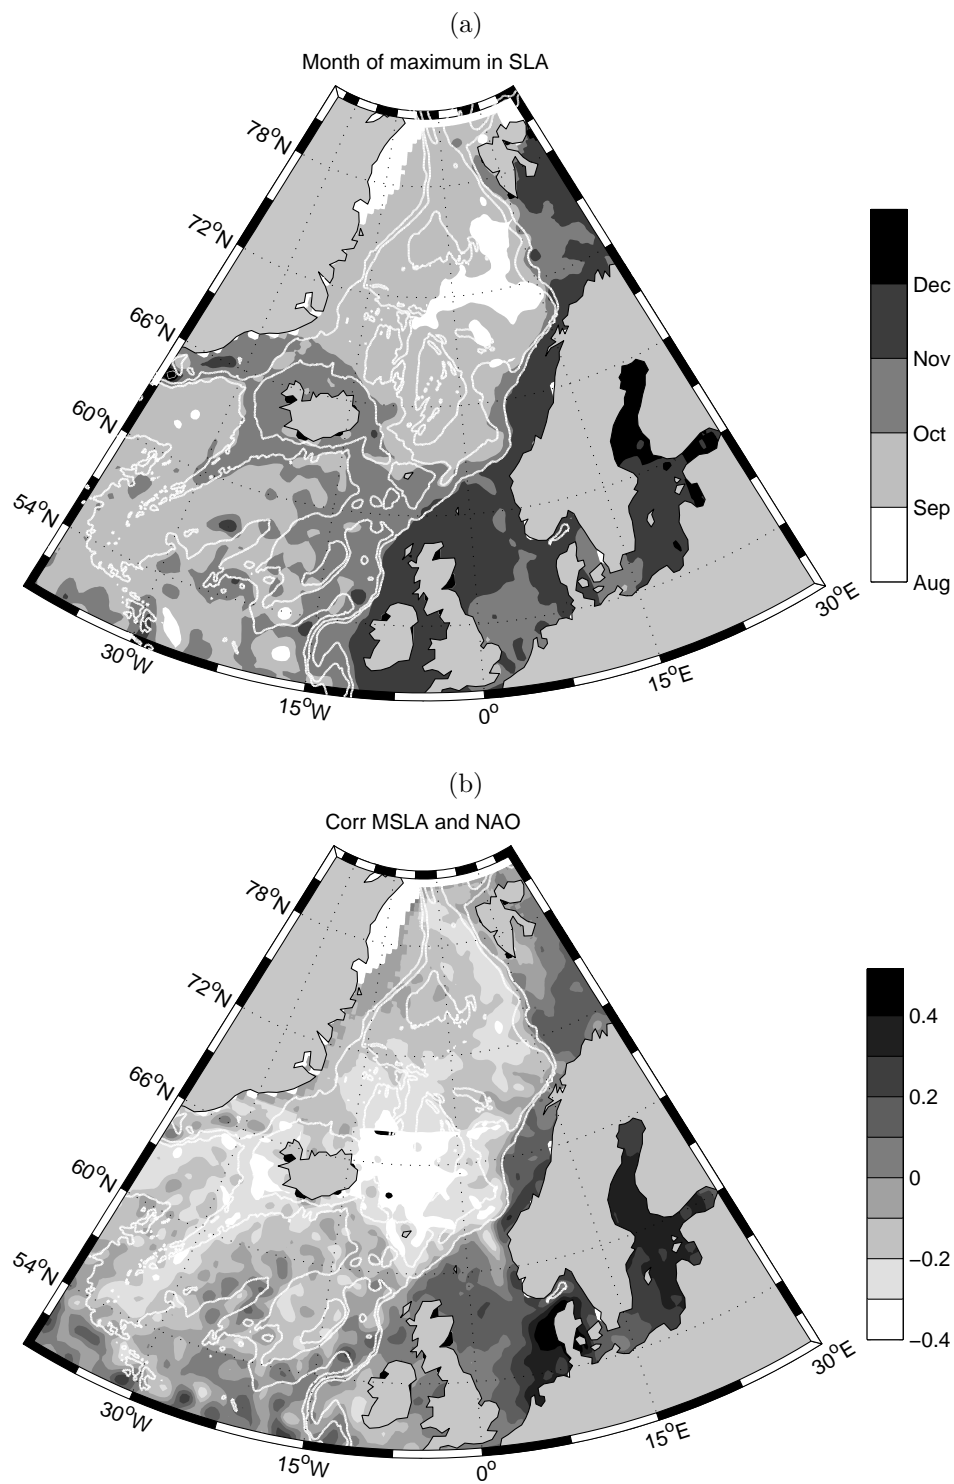 (a)
Month of maximum in SLA
78°N
72°N
66°N
60°N
54°N
30°W
15°W
0°
15°E
30°E
Dec
Nov
Oct
Sep
Aug
(b)
Corr MSLA and NAO
78°N
72°N
66°N
60°N
54°N
30°W
15°W
0°
15°E
30°E
0.4
0.2
0
−0.2
−0.4